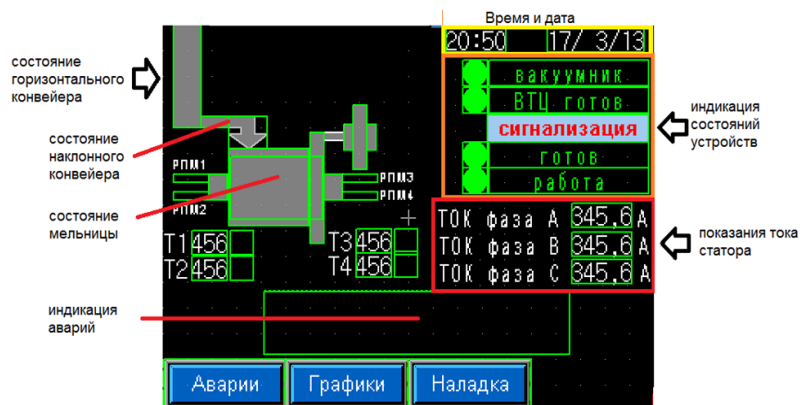 Время и дата
20:50 17/ 3/13
состояние
горизонтального
конвейера
вакуумник
ВТЦ готов
сигнализация
готов
работа
индикация
состояний
устройств
состояние
наклонного
конвейера
РПМ1
РПМ2
РПМ3
РПМ4
состояние
мельницы
Т1 456
Т2 456
Т3 456
Т4 456
ТОК фаза А 345,6 А
ТОК фаза В 345,6 А
ТОК фаза С 345,6 А
показания тока
статора
индикация
аварий
Аварии
Графики
Наладка